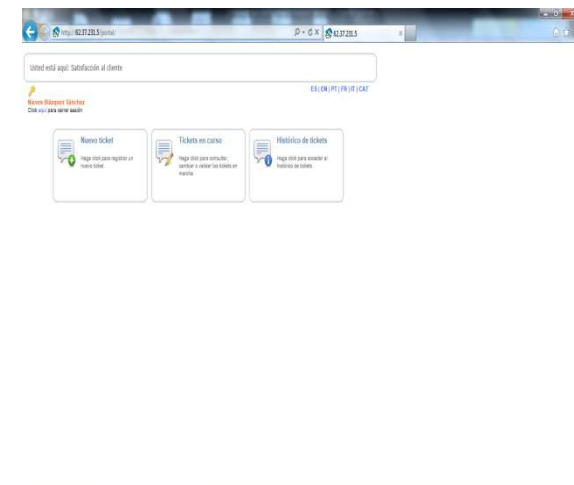 http://62.37.231.5/portal/
62.37.231.5
Usted está aquí: Satisfacción al cliente
ES | EN | PT | FR | IT | CAT
Nieves Blázquez Sánchez
Click aquí para cerrar sesión
Nuevo ticket
Haga click para registrar un
nuevo ticket.
Tickets en curso
Haga click para consultar,
cambiar o validar los tickets en
marcha.
Histórico de tickets
Haga click para acceder al
histórico de tickets.